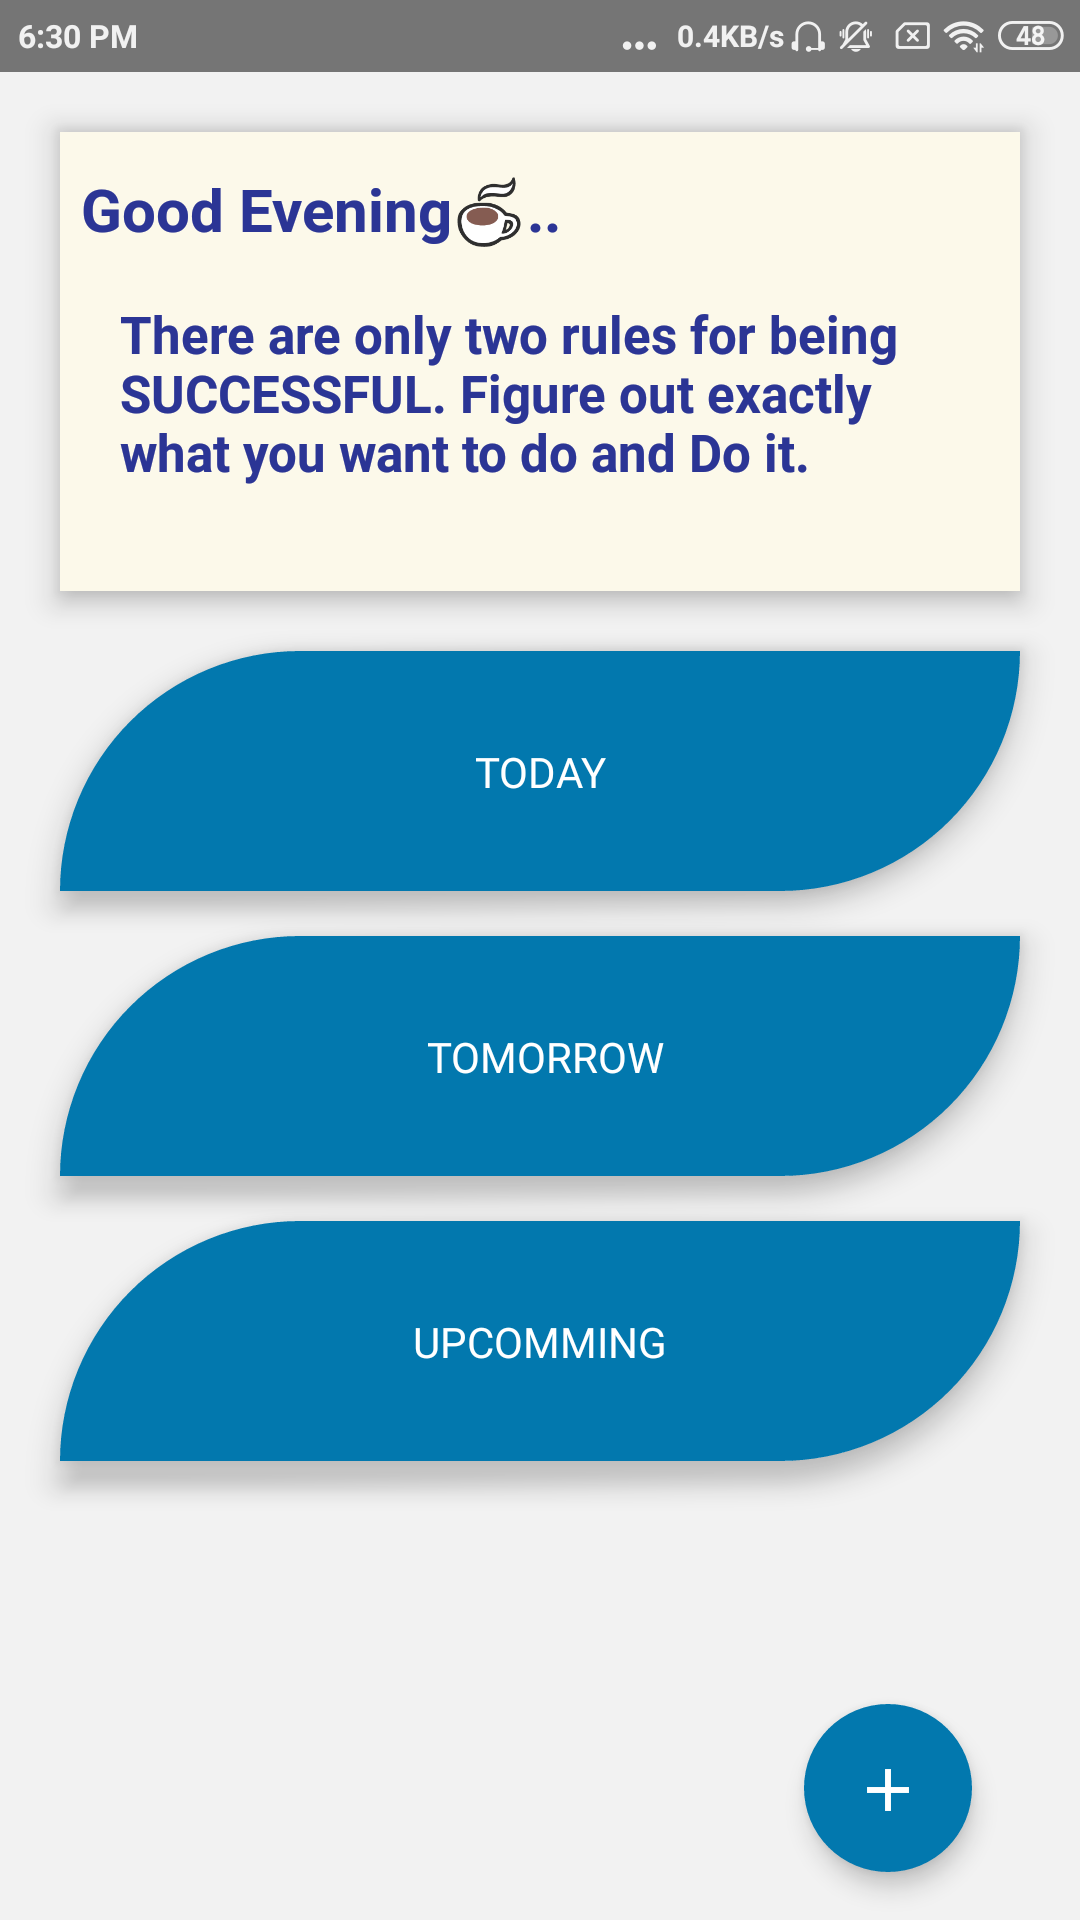 6:30 PM ... 0.4KB/s 48
Good Evening☕..
There are only two rules for being
SUCCESSFUL. Figure out exactly
what you want to do and Do it.
TODAY
TOMORROW
UPCOMMING
+